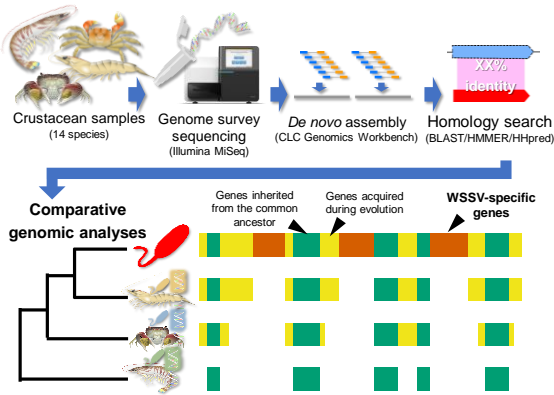 Crustacean samples
(14 species)
Genome survey
sequencing
(Illumina MiSeq)
De novo assembly
(CLC Genomics Workbench)
XX%
identity
Homology search
(BLAST/HMMER/HHpred)
Comparative
genomic analyses
Genes inherited
from the common
ancestor
Genes acquired
during evolution
WSSV-specific
genes